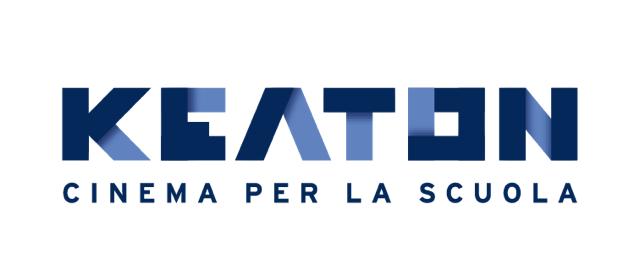 KEATON
CINEMA PER LA SCUOLA